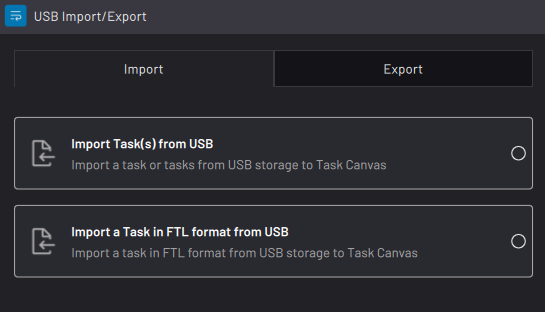 USB Import/Export
Import
Export
Import Task(s) from USB
Import a task or tasks from USB storage to Task Canvas
Import a Task in FTL format from USB
Import a task in FTL format from USB storage to Task Canvas